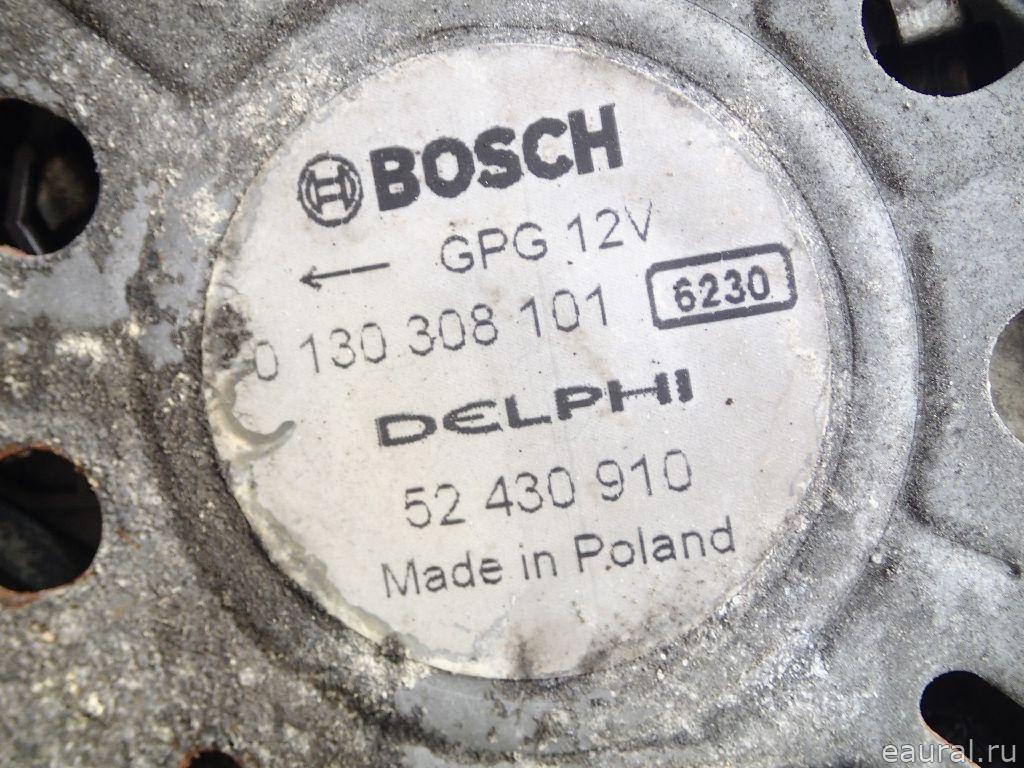 BOSCH
GPG 12V
0 130 308 101 6230
DELPHI
52 430 910
Made in Poland
eaural.ru